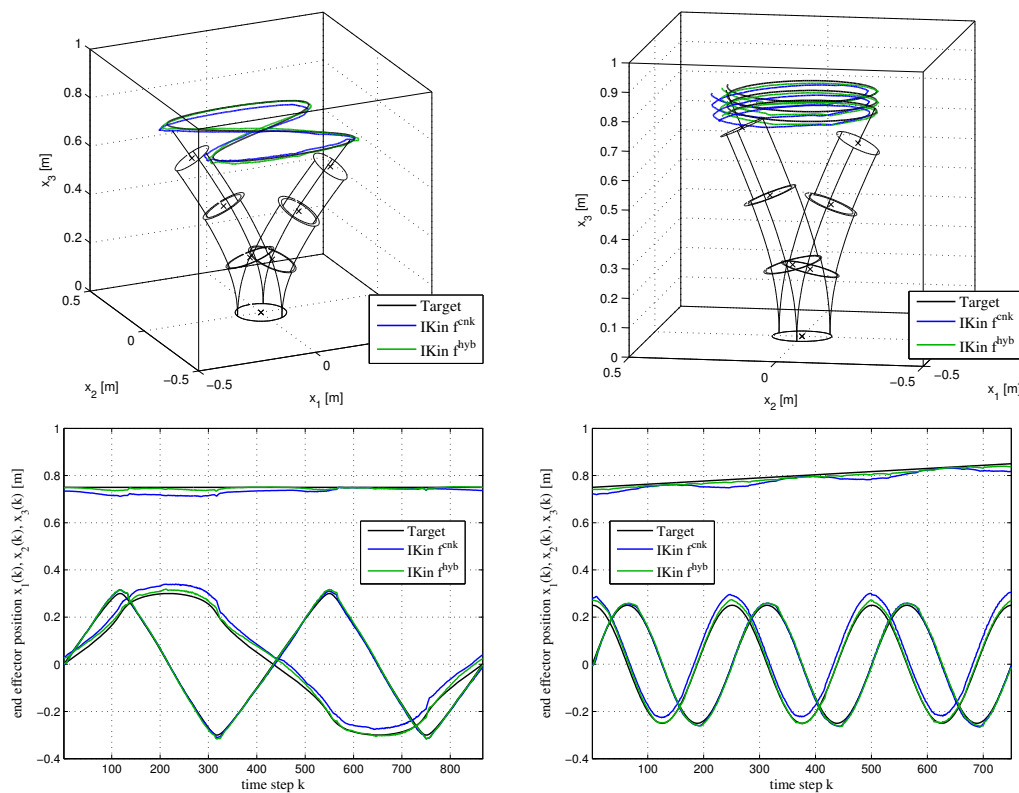 1
0.8
0.6
0.4
0.2
0
x3 [m]
0.5
0
−0.5
x2 [m]
−0.5
0
x1 [m]
Target
IKin f^cnk
IKin f^hyb
1
0.9
0.8
0.7
0.6
0.5
0.4
0.3
0.2
0.1
0
x3 [m]
0.5
0
−0.5
x2 [m]
−0.5
x1 [m]
Target
IKin f^cnk
IKin f^hyb
1
0.8
0.6
0.4
0.2
0
−0.2
−0.4
end effector position x1(k), x2(k), x3(k) [m]
Target
IKin f^cnk
IKin f^hyb
100 200 300 400 500 600 700 800
time step k
1
0.8
0.6
0.4
0.2
0
−0.2
−0.4
end effector position x1(k), x2(k), x3(k) [m]
Target
IKin f^cnk
IKin f^hyb
0 100 200 300 400 500 600 700
time step k